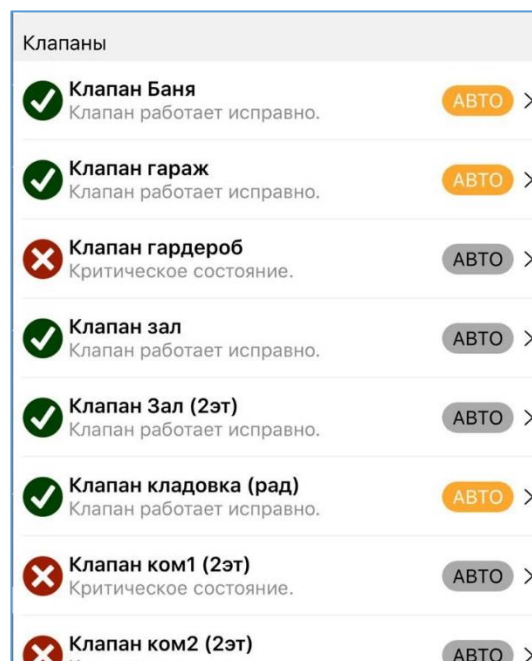 Клапаны
Клапан Баня
Клапан работает исправно.
АВТО
Клапан гараж
Клапан работает исправно.
АВТО
Клапан гардероб
Критическое состояние.
АВТО
Клапан зал
Клапан работает исправно.
АВТО
Клапан Зал (2эт)
Клапан работает исправно.
АВТО
Клапан кладовка (рад)
Клапан работает исправно.
АВТО
Клапан ком1 (2эт)
Критическое состояние.
АВТО
Клапан ком2 (2эт)
АВТО